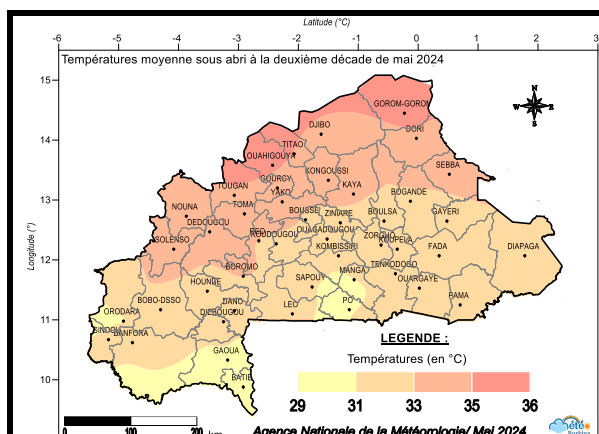 Latitude (°C)
-6 -5 -4 -3 -2 -1 0 1 2 3
Températures moyenne sous abri à la deuxième décade de mai 2024
15
GOROM-GOROM
N
W E
S
DJIBO
14
DORI
TITAO
OUAHIGOUYA
SEBBA
KONGOUSSI
TOUGAN
GOURCY
KAYA
YAKO
BOGANDE
13
NOUNA
TOMA
BOUSSE
ZINIARE
BOULSA
GAYERI
DEDOUGOU
REO
OUAGADOUGOU
ZORGHO
SOLENSO
KOUDOUGOU
KOMBISSIRI
KOUPELA
FADA
DIAPAGA
Longitude (°)
12
BOROMO
MANGA
TENKODOGO
HOUNDE
SAPOUY
OUARGAYE
BOBO-DSSO
DANO
PO
PAMA
ORODARA
DIEBOUGOU
LEO
11
SINDOU
BANFORA
LEGENDE :
GAOUA
Températures (en °C)
10
BATIE
29 31 33 35 36
0 100 200 km
Agence Nationale de la Météorologie/ Mai 2024
météo
Burkina